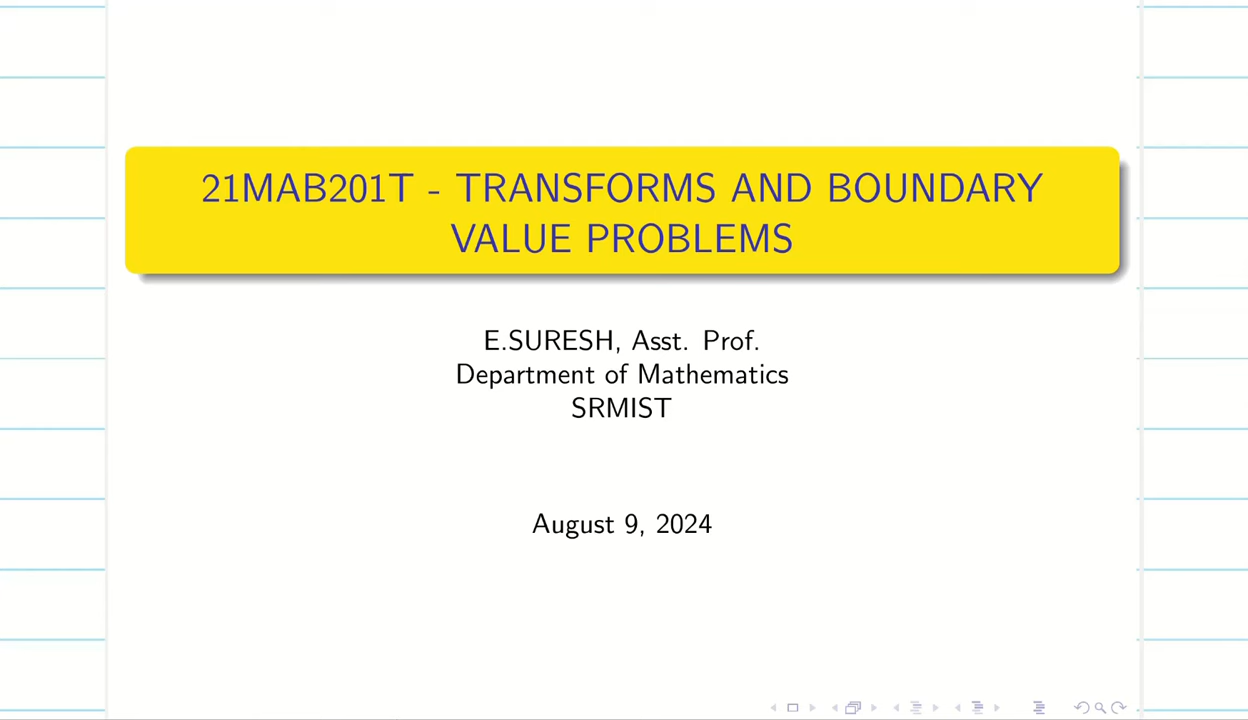 21MAB201T - TRANSFORMS AND BOUNDARY
VALUE PROBLEMS
E.SURESH, Asst. Prof.
Department of Mathematics
SRMIST
August 9, 2024